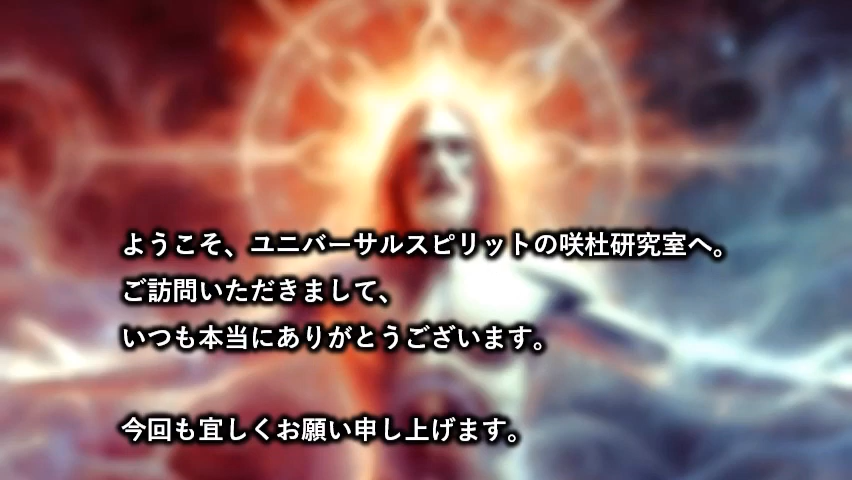 ようこそ、ユニバーサルスピリットの咲杜研究室へ。
ご訪問いただきまして、
いつも本当にありがとうございます。
今回も宜しくお願い申し上げます。